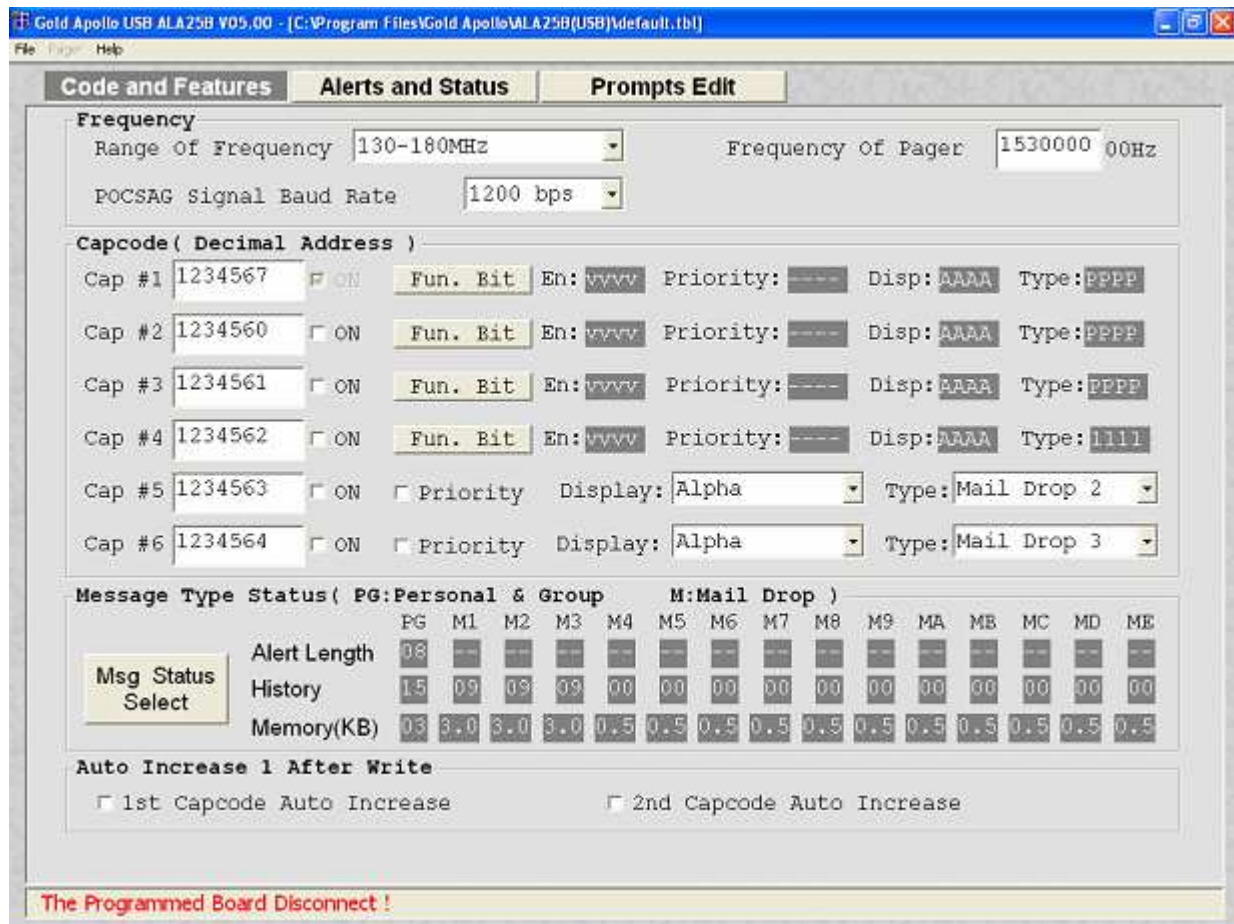 Gold Apollo USB ALA25B V05.00 - [C:\Program Files\Gold Apollo\ALA25B(USB)\default.tbl]
File Pager Help
Code and Features Alerts and Status Prompts Edit
Frequency
Range Of Frequency 130-180MHz Frequency Of Pager 1530000 00Hz
POCSAG Signal Baud Rate 1200 bps
Capcode( Decimal Address )
Cap #1 1234567 ON Fun. Bit En: vvvv Priority: ---- Disp: AAAA Type: PPPP
Cap #2 1234560 ON Fun. Bit En: vvvv Priority: ---- Disp: AAAA Type: PPPP
Cap #3 1234561 ON Fun. Bit En: vvvv Priority: ---- Disp: AAAA Type: PPPP
Cap #4 1234562 ON Fun. Bit En: vvvv Priority: ---- Disp: AAAA Type: 1111
Cap #5 1234563 ON Priority Display: Alpha Type: Mail Drop 2
Cap #6 1234564 ON Priority Display: Alpha Type: Mail Drop 3
Message Type Status( PG:Personal & Group M:Mail Drop )
PG M1 M2 M3 M4 M5 M6 M7 M8 M9 MA MB MC MD ME
Alert Length 08 -- -- -- -- -- -- -- -- -- -- -- -- -- --
Msg Status Select
History 15 09 09 09 00 00 00 00 00 00 00 00 00 00 00
Memory(KB) 03 3.0 3.0 3.0 0.5 0.5 0.5 0.5 0.5 0.5 0.5 0.5 0.5 0.5 0.5
Auto Increase 1 After Write
1st Capcode Auto Increase 2nd Capcode Auto Increase
The Programmed Board Disconnect !